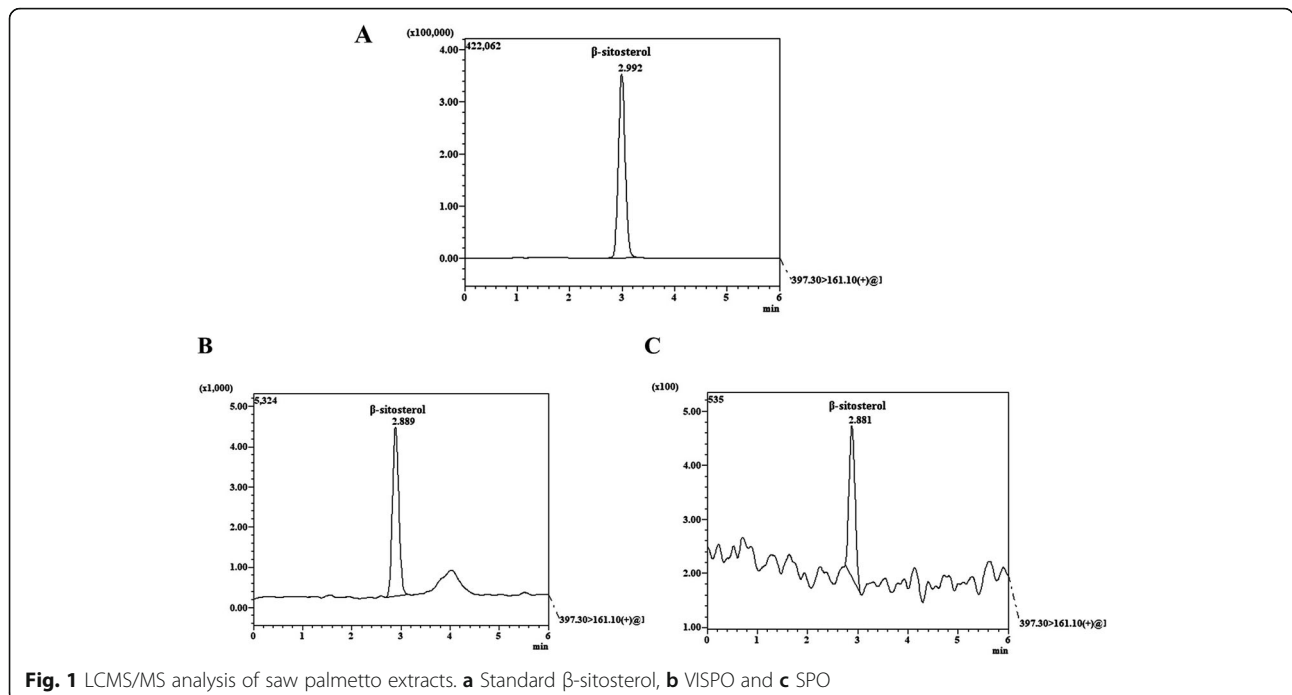 A
(x100,000)
422,062
4.00
β-sitosterol
2.992
3.00
2.00
1.00
0.00
397.30>161.10(+)@1
0 1 2 3 4 5 6
min
B
(x1,000)
5,324
5.00
β-sitosterol
2.889
4.00
3.00
2.00
1.00
0.00
397.30>161.10(+)@1
0 1 2 3 4 5 6
min
C
(x100)
535
5.00
β-sitosterol
2.881
4.00
3.00
2.00
1.00
397.30>161.10(+)@1
0 1 2 3 4 5 6
min
Fig. 1 LCMS/MS analysis of saw palmetto extracts. a Standard β-sitosterol, b VISPO and c SPO